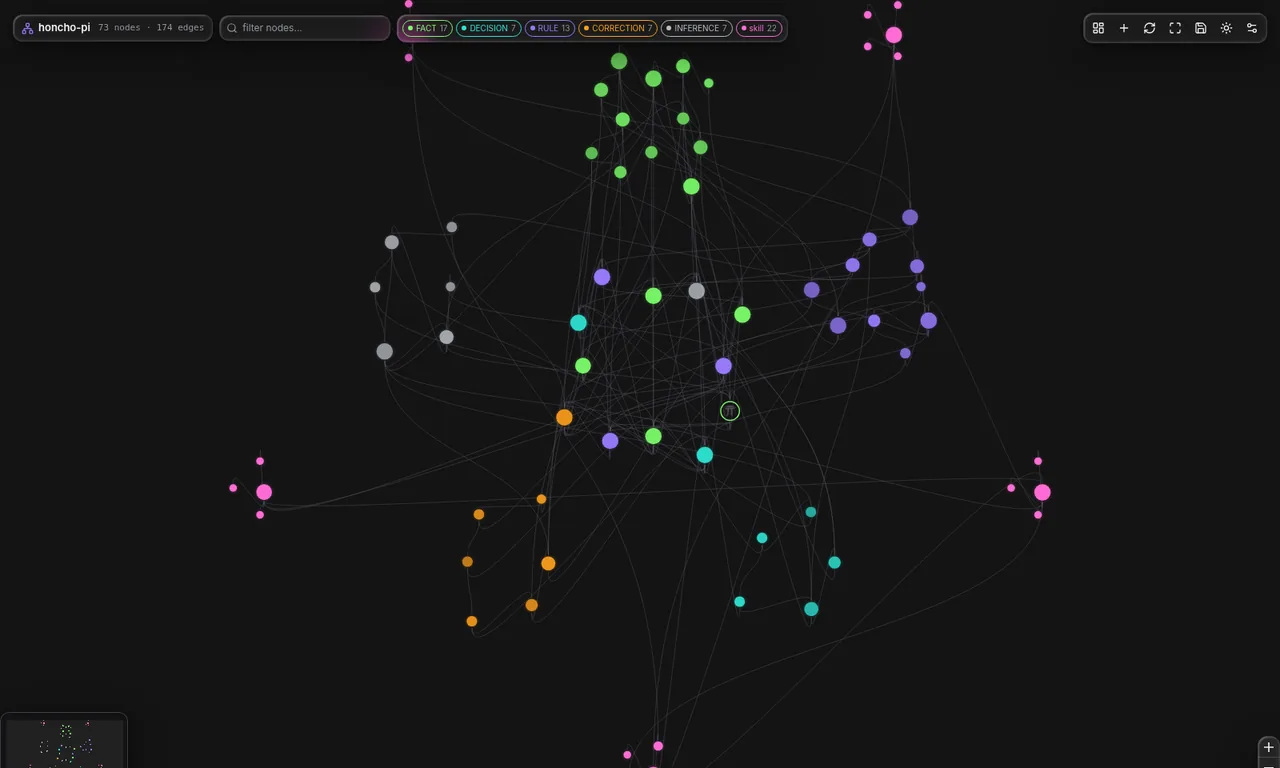 honcho-pi 73 nodes · 174 edges
filter nodes...
FACT 17 DECISION 7 RULE 13 CORRECTION 7 INFERENCE 7 skill 22